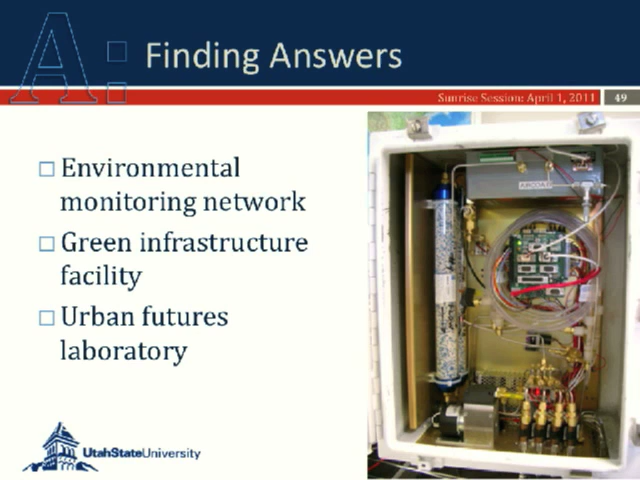 A:
Finding Answers
Sunrise Session: April 1, 2011
49
Environmental
monitoring network
Green infrastructure
facility
Urban futures
laboratory
UtahStateUniversity